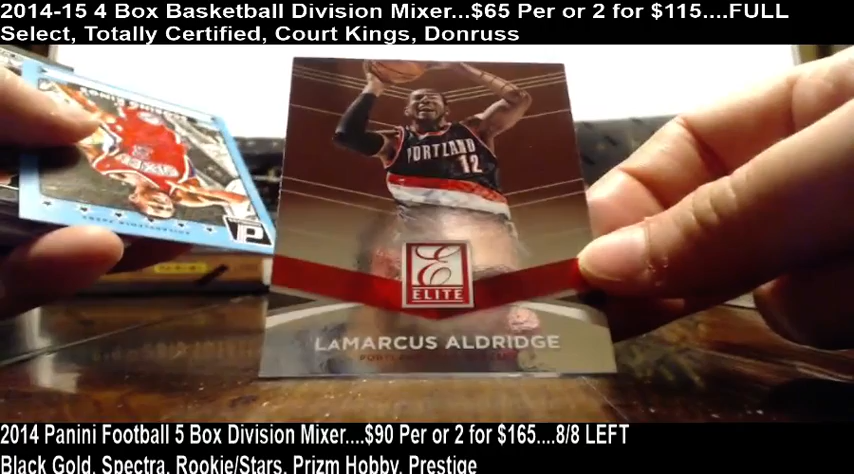 2014-15 4 Box Basketball Division Mixer...$65 Per or 2 for $115....FULL
Select, Totally Certified, Court Kings, Donruss
PORTLAND
12
E
ELITE
LaMARCUS ALDRIDGE
2014 Panini Football 5 Box Division Mixer....$90 Per or 2 for $165....8/8 LEFT
Black Gold, Spectra, Rookie/Stars, Prizm Hobby, Prestige